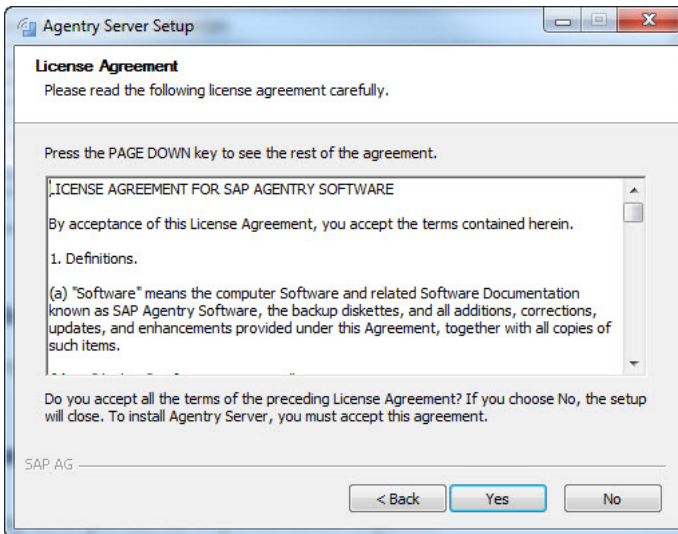 Agentry Server Setup
License Agreement
Please read the following license agreement carefully.
Press the PAGE DOWN key to see the rest of the agreement.
LICENSE AGREEMENT FOR SAP AGENTRY SOFTWARE
By acceptance of this License Agreement, you accept the terms contained herein.
1. Definitions.
(a) "Software" means the computer Software and related Software Documentation
known as SAP Agentry Software, the backup diskettes, and all additions, corrections,
updates, and enhancements provided under this Agreement, together with all copies of
such items.
Do you accept all the terms of the preceding License Agreement? If you choose No, the setup
will close. To install Agentry Server, you must accept this agreement.
SAP AG
< Back
Yes
No